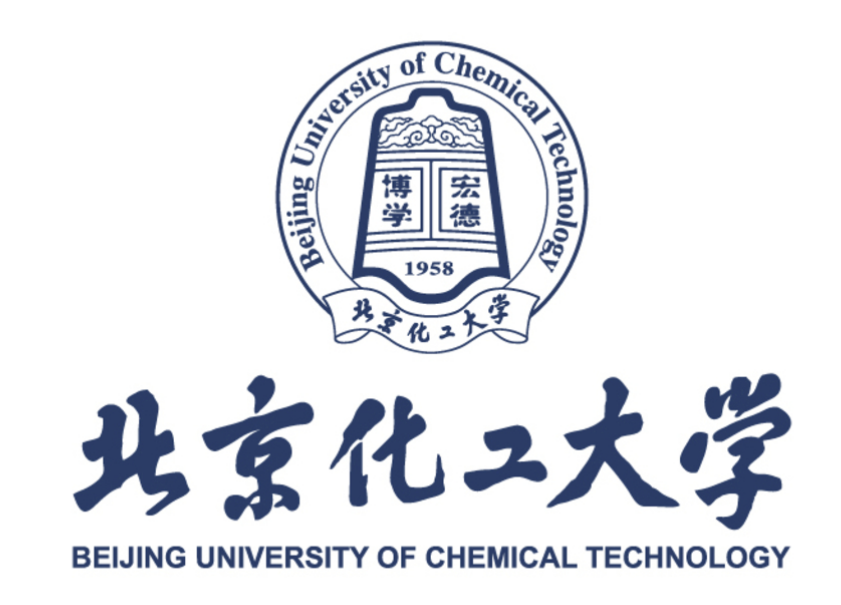 Beijing University of Chemical Technology
博学 宏德
1958
北京化工大学
北京化工大学
BEIJING UNIVERSITY OF CHEMICAL TECHNOLOGY